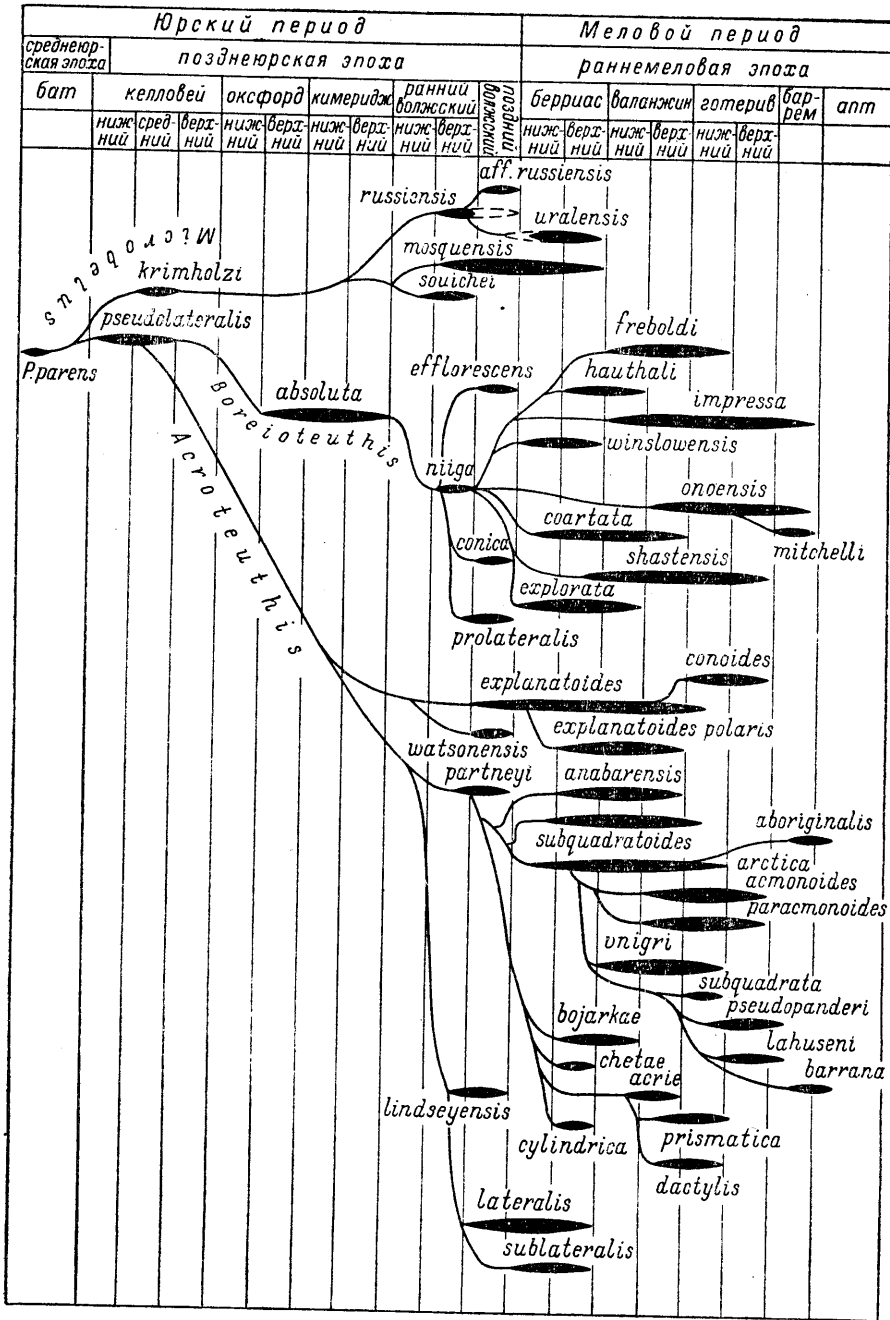 Юрский период
Меловой период
среднеюр-
ская эпоха
позднеюрская эпоха
раннемеловая эпоха
бат
келловей
оксфорд
кимеридж
ранний
волжский
поздний
волжский
берриас
валанжин
готерив
бар-
рем
апт
ниж-
ний
сред-
ний
верх-
ний
ниж-
ний
верх-
ний
ниж-
ний
верх-
ний
ниж-
ний
верх-
ний
ниж-
ний
верх-
ний
ниж-
ний
верх-
ний
ниж-
ний
верх-
ний
aff. russiensis
russiensis
uralensis
Microbelus
mosquensis
krimholzi
souichei
pseudolateralis
freboldi
P. parens
efflorescens
hauthali
absoluta
impressa
Boreioteuthis
winslowensis
Acroteuthis
niiga
onoensis
coartata
mitchelli
conica
shastensis
explorata
prolateralis
conoides
explanatoides
explanatoides polaris
watsonensis
partneyi
anabarensis
aboriginalis
subquadratoides
arctica
acmonoides
paracmonoides
vnigri
subquadrata
pseudopanderi
bojarkae
lahuseni
chetae
barrana
acrie
lindseyensis
cylindrica
prismatica
dactylis
lateralis
sublateralis